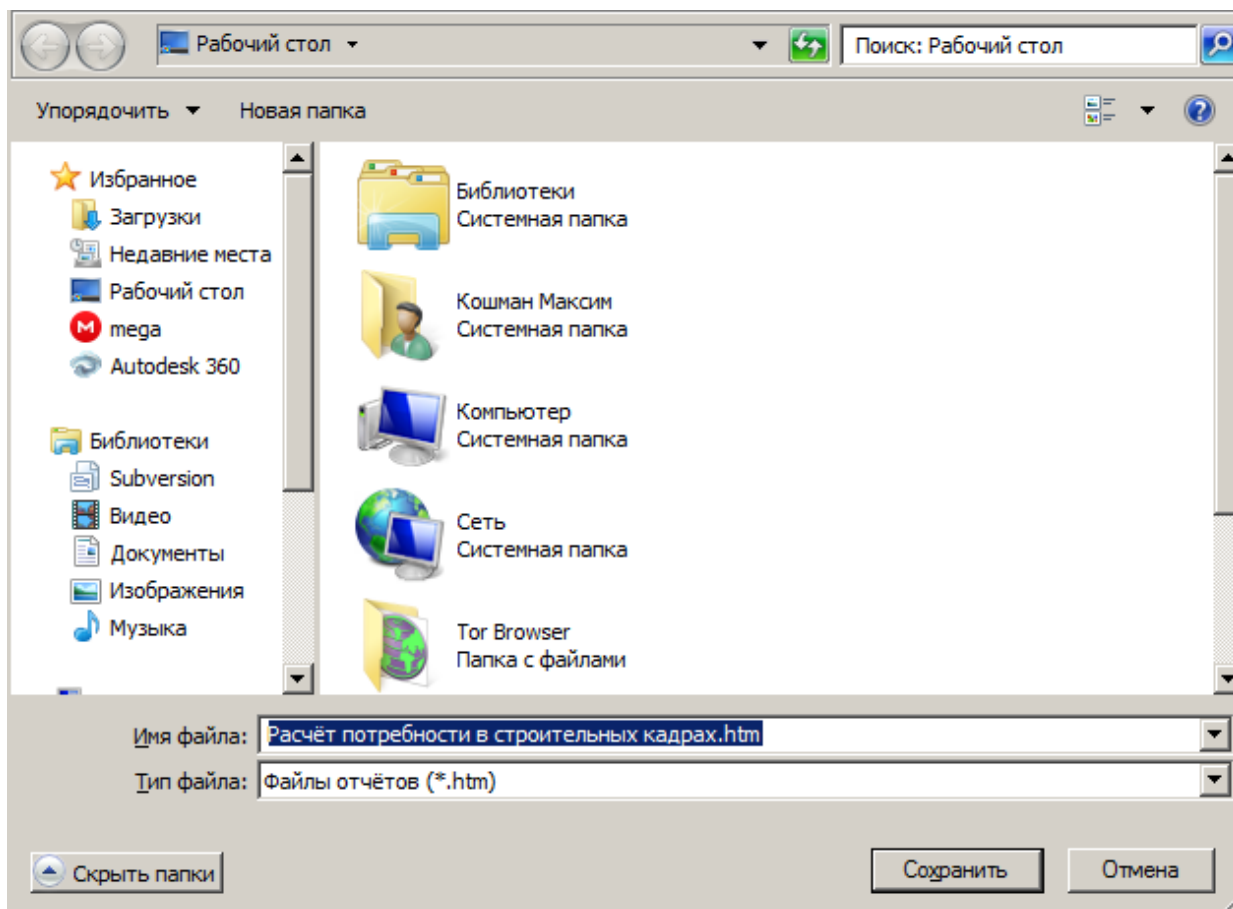 Рабочий стол
Поиск: Рабочий стол
Упорядочить
Новая папка
Избранное
Загрузки
Недавние места
Рабочий стол
mega
Autodesk 360
Библиотеки
Subversion
Видео
Документы
Изображения
Музыка
Библиотеки
Системная папка
Кошман Максим
Системная папка
Компьютер
Системная папка
Сеть
Системная папка
Tor Browser
Папка с файлами
Имя файла: Расчёт потребности в строительных кадрах.htm
Тип файла: Файлы отчётов (*.htm)
Скрыть папки
Сохранить
Отмена